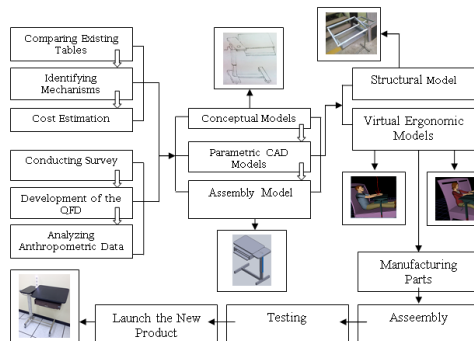 Comparing Existing
Tables
Identifying
Mechanisms
Cost Estimation
Conducting Survey
Development of the
QFD
Analyzing
Anthropometric Data
Conceptual Models
Parametric CAD
Models
Assembly Model
Structural Model
Virtual Ergonomic
Models
Manufacturing
Parts
Asseembly
Testing
Launch the New
Product